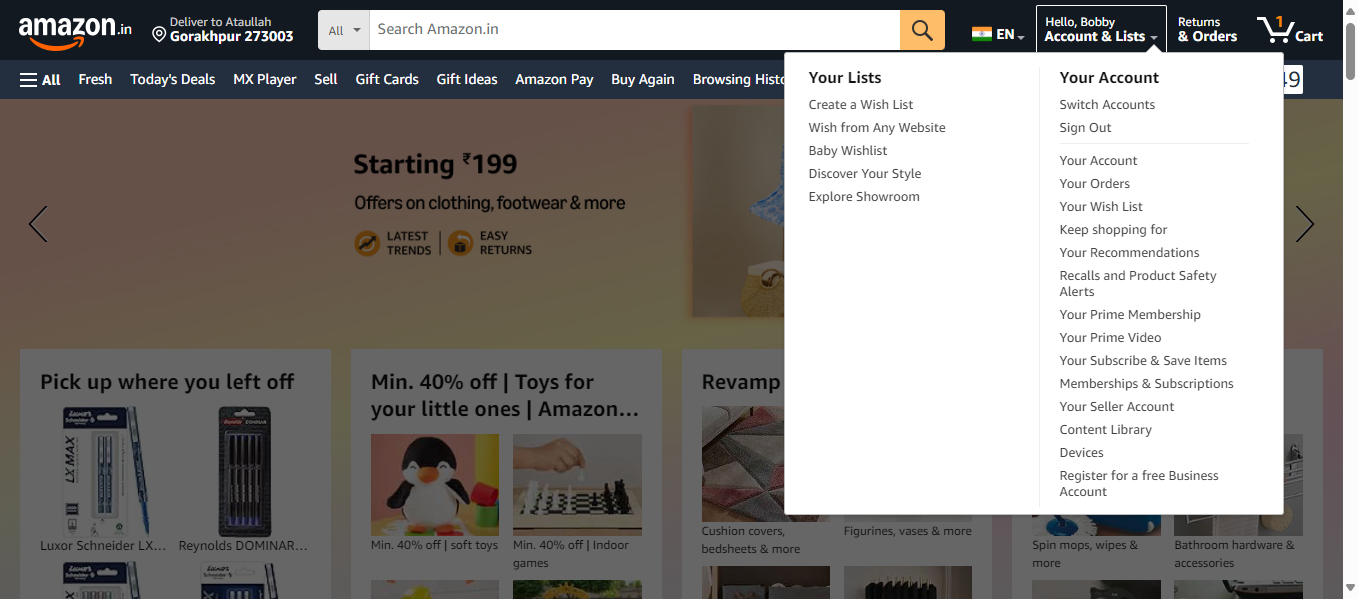 amazon.in
Deliver to Ataullah
Gorakhpur 273003
All
Search Amazon.in
EN
Hello, Bobby
Account & Lists
Returns
& Orders
1
Cart
All
Fresh
Today's Deals
MX Player
Sell
Gift Cards
Gift Ideas
Amazon Pay
Buy Again
Browsing Histo
49
Your Lists
Create a Wish List
Wish from Any Website
Baby Wishlist
Discover Your Style
Explore Showroom
Your Account
Switch Accounts
Sign Out
Your Account
Your Orders
Your Wish List
Keep shopping for
Your Recommendations
Recalls and Product Safety
Alerts
Your Prime Membership
Your Prime Video
Your Subscribe & Save Items
Memberships & Subscriptions
Your Seller Account
Content Library
Devices
Register for a free Business
Account
Starting ₹199
Offers on clothing, footwear & more
LATEST
TRENDS
EASY
RETURNS
Pick up where you left off
Luxor
Schneider
LX MAX
Luxor Schneider LX...
Reynolds DOMINAR...
Min. 40% off | Toys for
your little ones | Amazon...
Min. 40% off | soft toys
Min. 40% off | Indoor
games
Revamp
Cushion covers,
bedsheets & more
Figurines, vases & more
Spin mops, wipes &
more
Bathroom hardware &
accessories